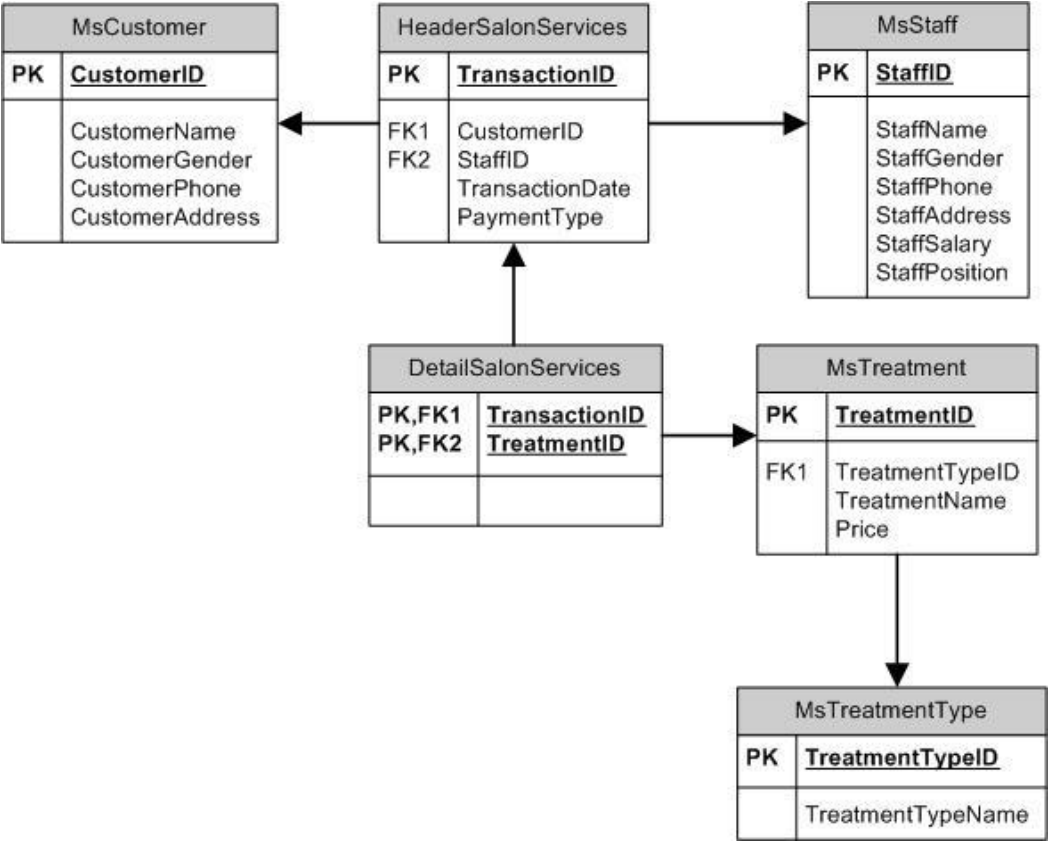 MsCustomer
PK CustomerID
CustomerName
CustomerGender
CustomerPhone
CustomerAddress
HeaderSalonServices
PK TransactionID
FK1 CustomerID
FK2 StaffID
TransactionDate
PaymentType
MsStaff
PK StaffID
StaffName
StaffGender
StaffPhone
StaffAddress
StaffSalary
StaffPosition
DetailSalonServices
PK,FK1 TransactionID
PK,FK2 TreatmentID
MsTreatment
PK TreatmentID
FK1 TreatmentTypeID
TreatmentName
Price
MsTreatmentType
PK TreatmentTypeID
TreatmentTypeName